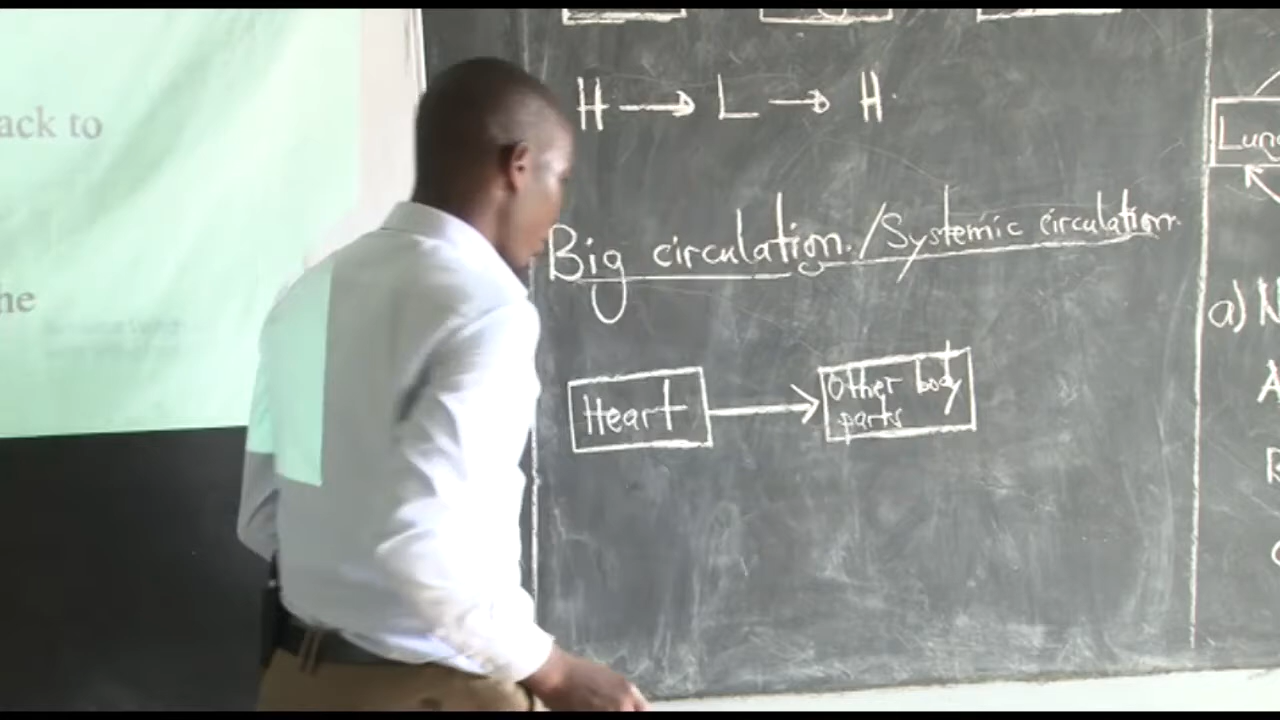 ack to
he
H → L → H.
Big circulation. / Systemic circulation.
Heart → Other body
parts
Lung
a) N
A
R